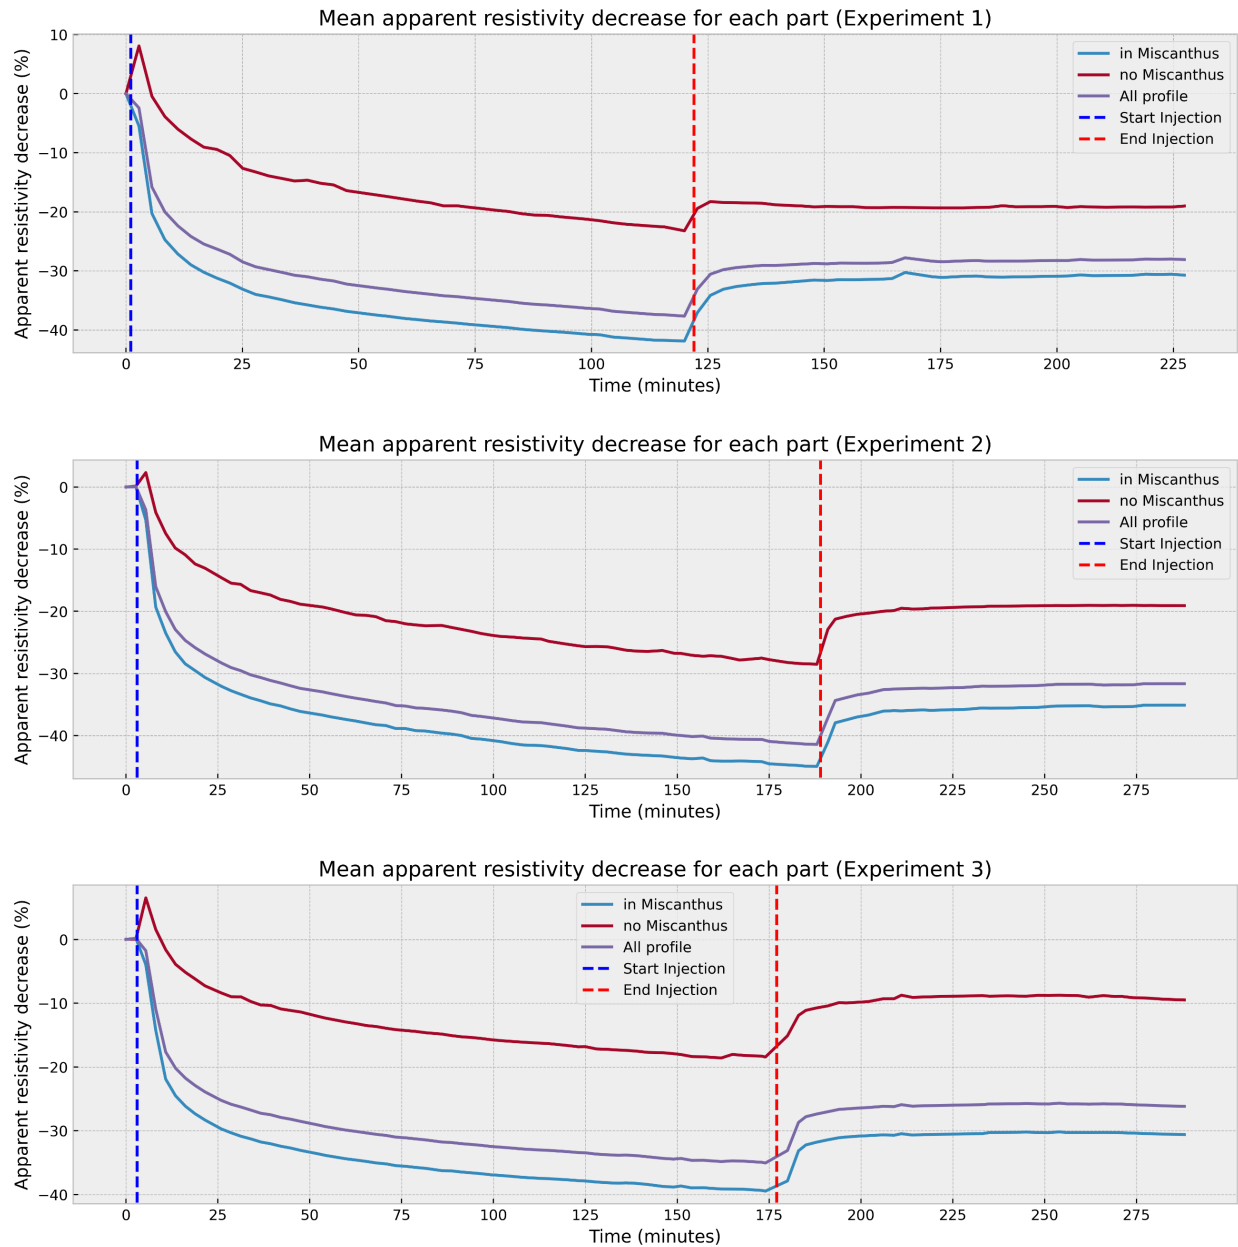 Mean apparent resistivity decrease for each part (Experiment 1)
Apparent resistivity decrease (%)
10
0
−10
−20
−30
−40
in Miscanthus
no Miscanthus
All profile
Start Injection
End Injection
0 25 50 75 100 125 150 175 200 225
Time (minutes)
Mean apparent resistivity decrease for each part (Experiment 2)
Apparent resistivity decrease (%)
0
−10
−20
−30
−40
in Miscanthus
no Miscanthus
All profile
Start Injection
End Injection
0 25 50 75 100 125 150 175 200 225 250 275
Time (minutes)
Mean apparent resistivity decrease for each part (Experiment 3)
Apparent resistivity decrease (%)
0
−10
−20
−30
−40
in Miscanthus
no Miscanthus
All profile
Start Injection
End Injection
0 25 50 75 100 125 150 175 200 225 250 275
Time (minutes)